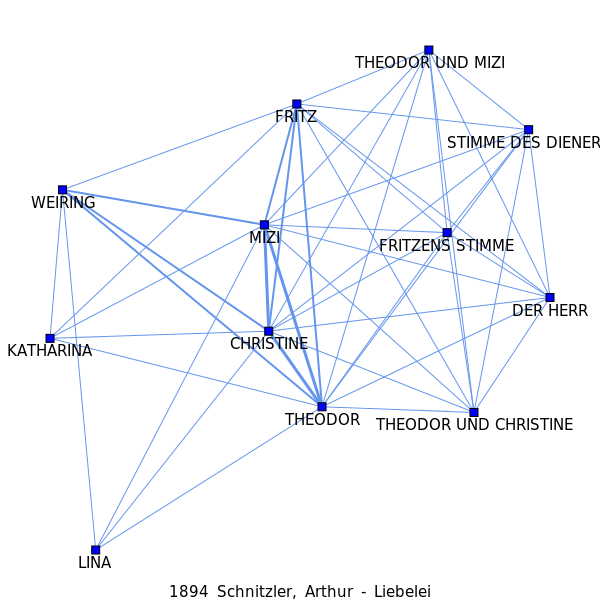 THEODOR UND MIZI
FRITZ
STIMME DES DIENER
WEIRING
MIZI
FRITZENS STIMME
DER HERR
CHRISTINE
KATHARINA
THEODOR
THEODOR UND CHRISTINE
LINA
1894 Schnitzler, Arthur - Liebelei